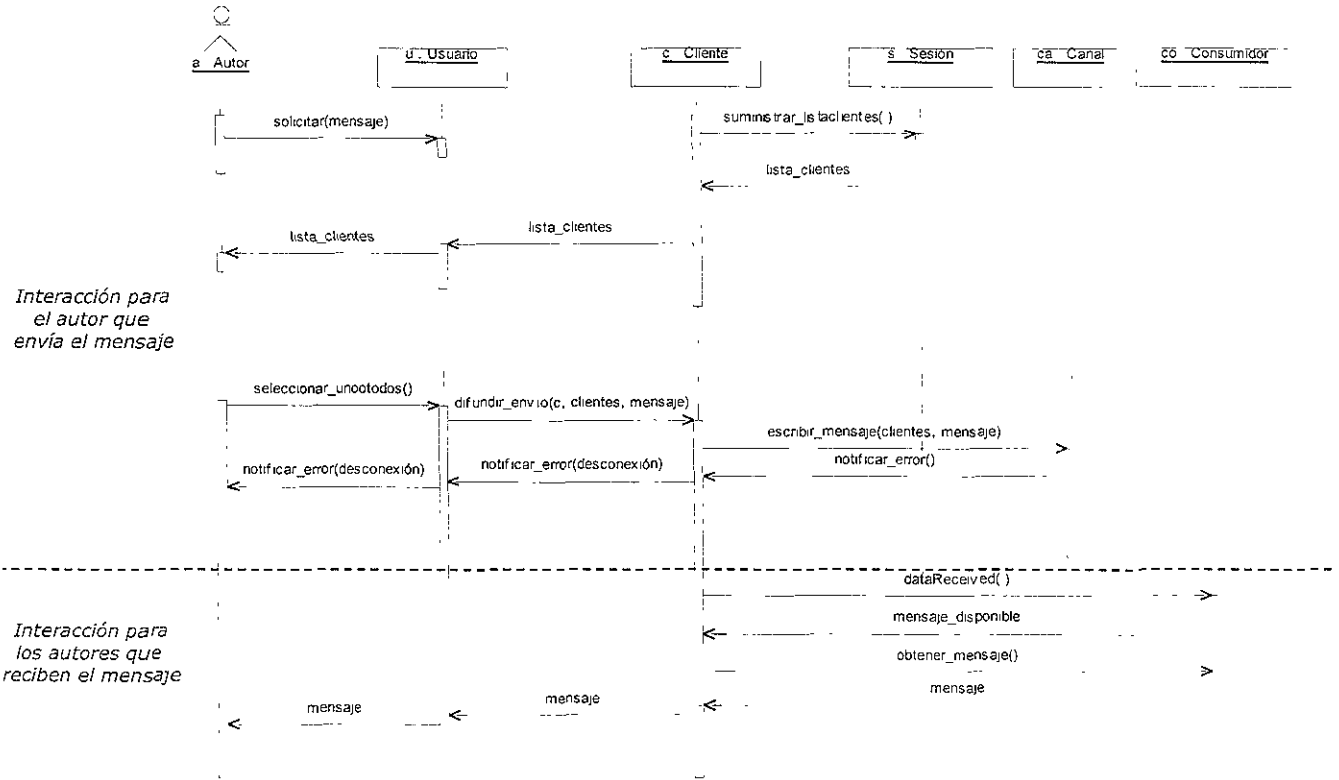 a Autor
u . Usuario
c Cliente
s Sesión
ca Canal
co Consumidor
solicitar(mensaje)
suministrar_listaclientes( )
lista_clientes
lista_clientes
lista_clientes
Interacción para
el autor que
envía el mensaje
seleccionar_unootodos()
difundir_envio(c, clientes, mensaje)
escribir_mensaje(clientes, mensaje)
notificar_error()
notificar_error(desconexión)
notificar_error(desconexión)
dataReceived( )
mensaje_disponible
Interacción para
los autores que
reciben el mensaje
obtener_mensaje()
mensaje
mensaje
mensaje